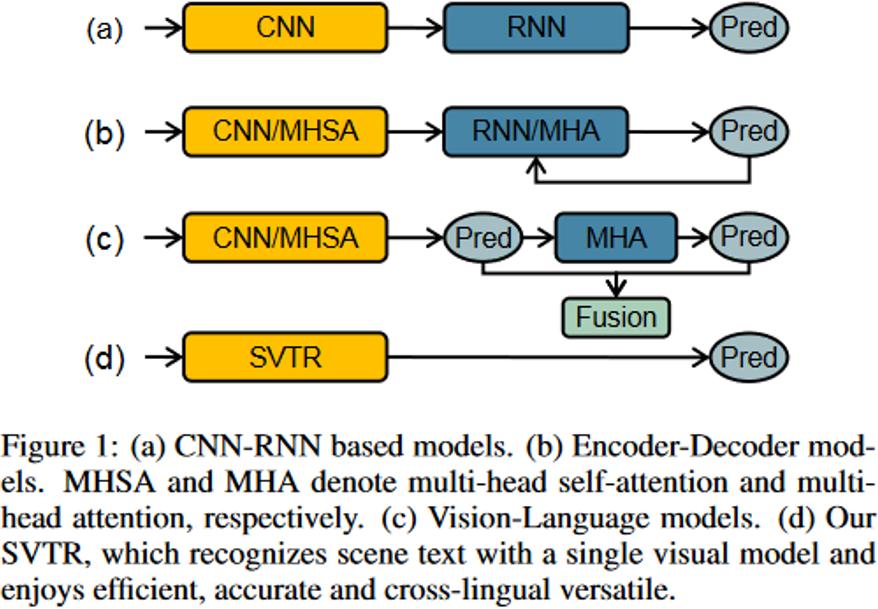 (a) CNN RNN Pred
(b) CNN/MHSA RNN/MHA Pred
(c) CNN/MHSA Pred MHA Pred
Fusion
(d) SVTR Pred
Figure 1: (a) CNN-RNN based models. (b) Encoder-Decoder mod-
els. MHSA and MHA denote multi-head self-attention and multi-
head attention, respectively. (c) Vision-Language models. (d) Our
SVTR, which recognizes scene text with a single visual model and
enjoys efficient, accurate and cross-lingual versatile.